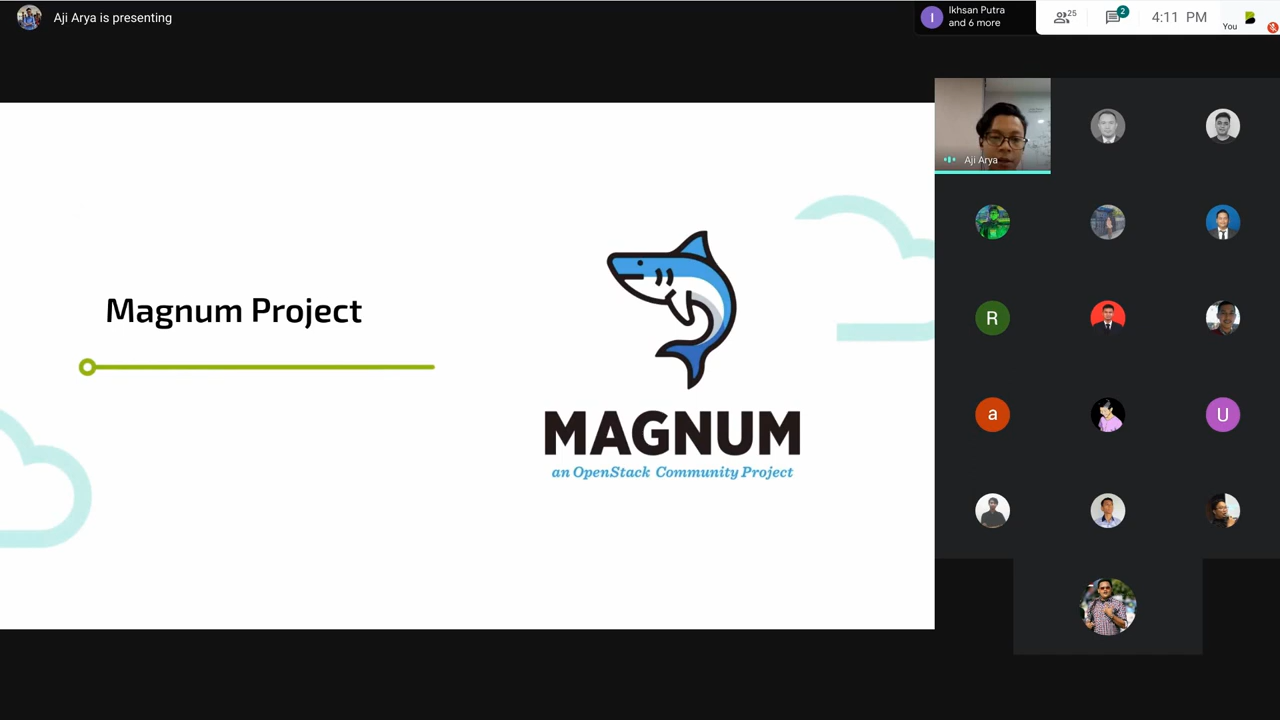 Aji Arya is presenting
Ikhsan Putra
and 6 more
25
2
4:11 PM
You
Aji Arya
Magnum Project
R
a
U
MAGNUM
an OpenStack Community Project